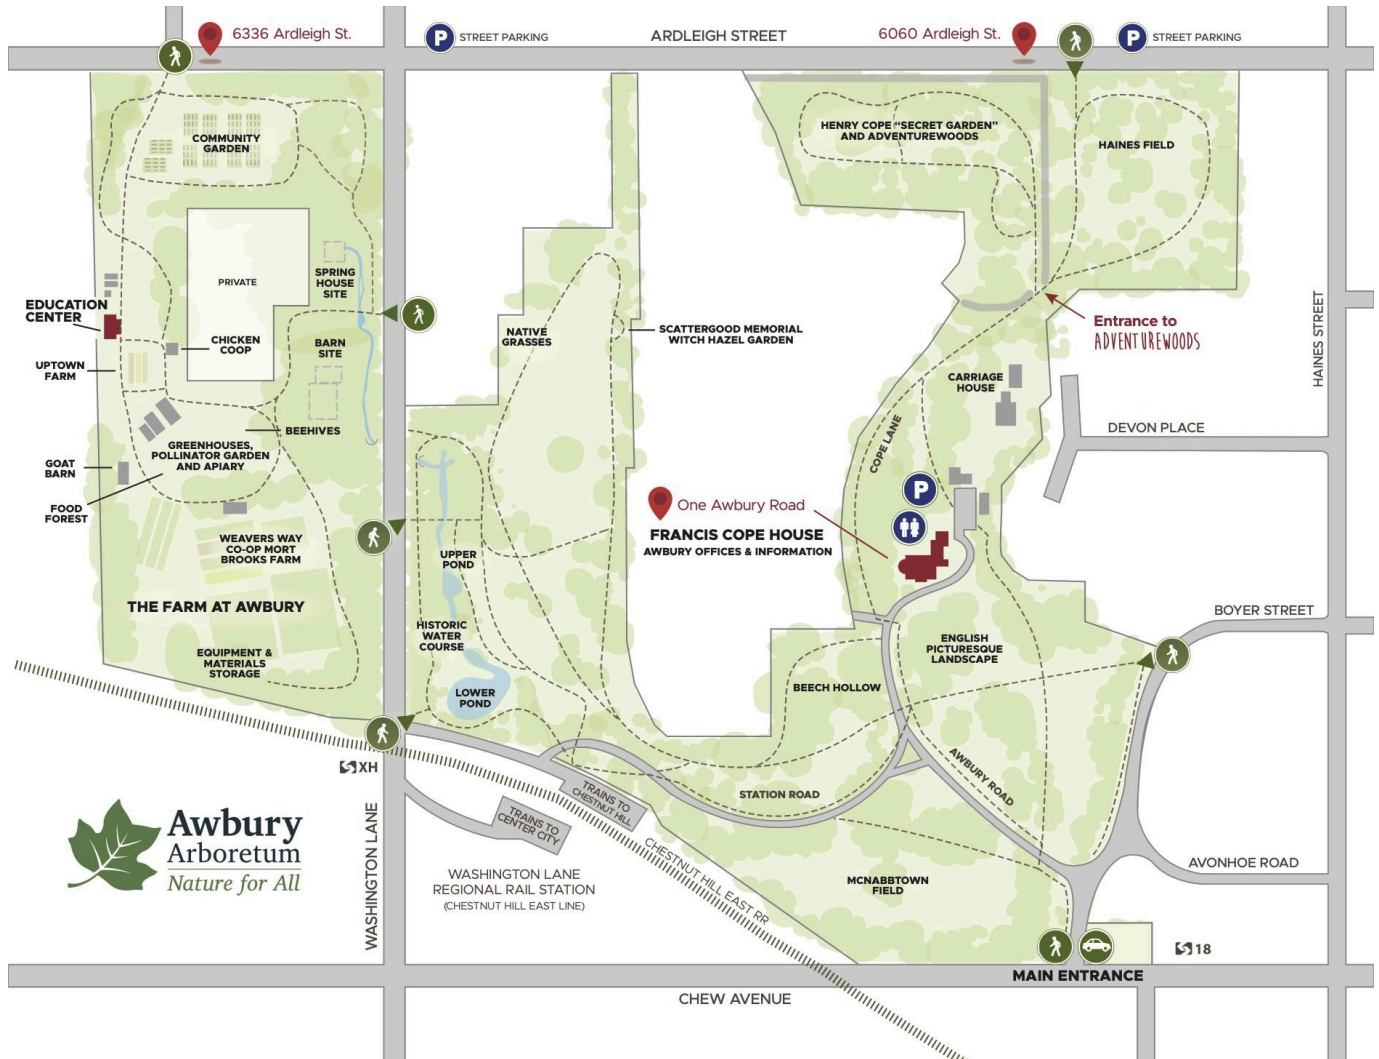 6336 Ardleigh St.
P
STREET PARKING
ARDLEIGH STREET
6060 Ardleigh St.
P
STREET PARKING
COMMUNITY
GARDEN
HENRY COPE “SECRET GARDEN”
AND ADVENTUREWOODS
HAINES FIELD
PRIVATE
SPRING
HOUSE
SITE
EDUCATION
CENTER
CHICKEN
COOP
BARN
SITE
UPTOWN
FARM
NATIVE
GRASSES
SCATTERGOOD MEMORIAL
WITCH HAZEL GARDEN
Entrance to
ADVENTUREWOODS
HAINES STREET
CARRIAGE
HOUSE
COPE LANE
DEVON PLACE
BEEHIVES
GREENHOUSES,
POLLINATOR GARDEN
AND APIARY
GOAT
BARN
FOOD
FOREST
P
One Awbury Road
FRANCIS COPE HOUSE
AWBURY OFFICES & INFORMATION
WEAVERS WAY
CO-OP MORT
BROOKS FARM
UPPER
POND
THE FARM AT AWBURY
HISTORIC
WATER
COURSE
BOYER STREET
ENGLISH
PICTURESQUE
LANDSCAPE
EQUIPMENT &
MATERIALS
STORAGE
LOWER
POND
BEECH HOLLOW
XH
AWBURY ROAD
STATION ROAD
TRAINS TO
CHESTNUT HILL
TRAINS TO
CENTER CITY
Awbury
Arboretum
Nature for All
WASHINGTON LANE
CHESTNUT HILL EAST RR
WASHINGTON LANE
REGIONAL RAIL STATION
(CHESTNUT HILL EAST LINE)
MCNABBTOWN
FIELD
AVONHOE ROAD
18
MAIN ENTRANCE
CHEW AVENUE